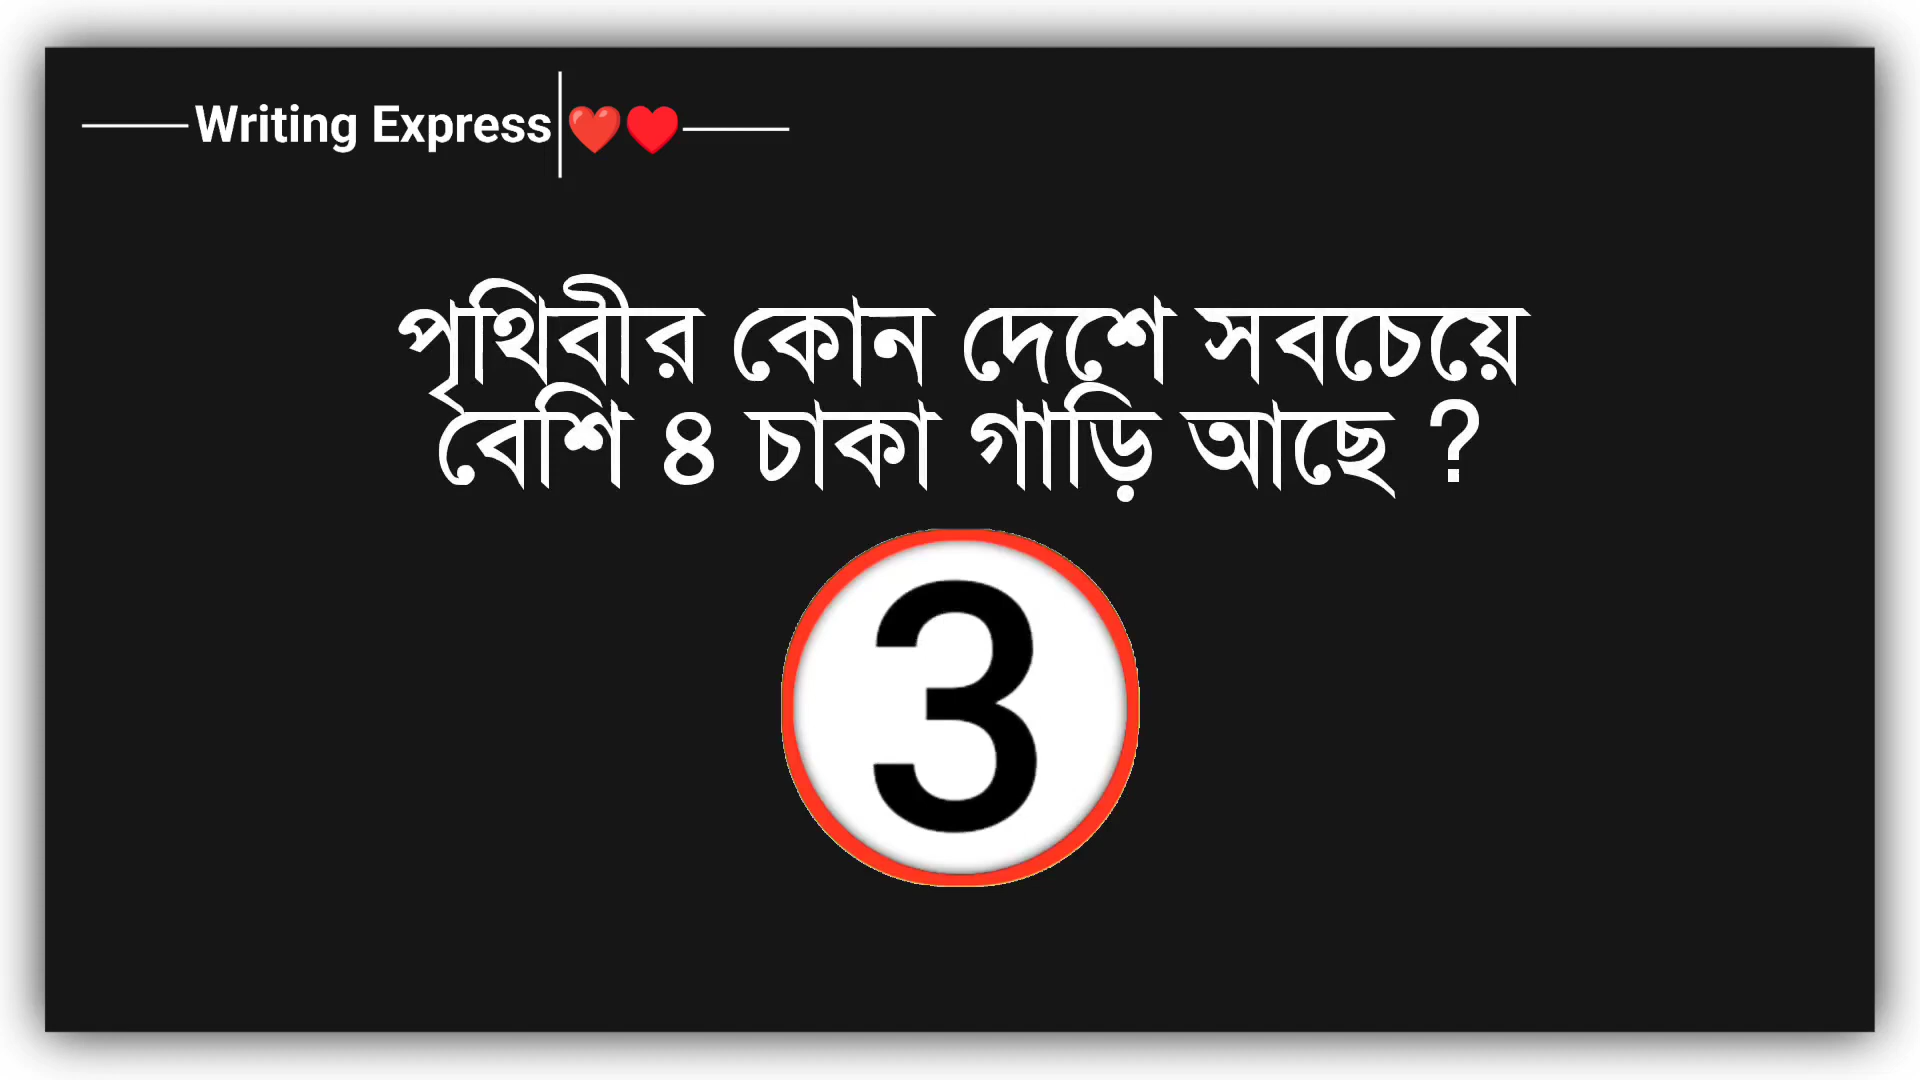 Writing Express ❤️♥️
পৃথিবীর কোন দেশে সবচেয়ে
বেশি ৪ চাকা গাড়ি আছে ?
3